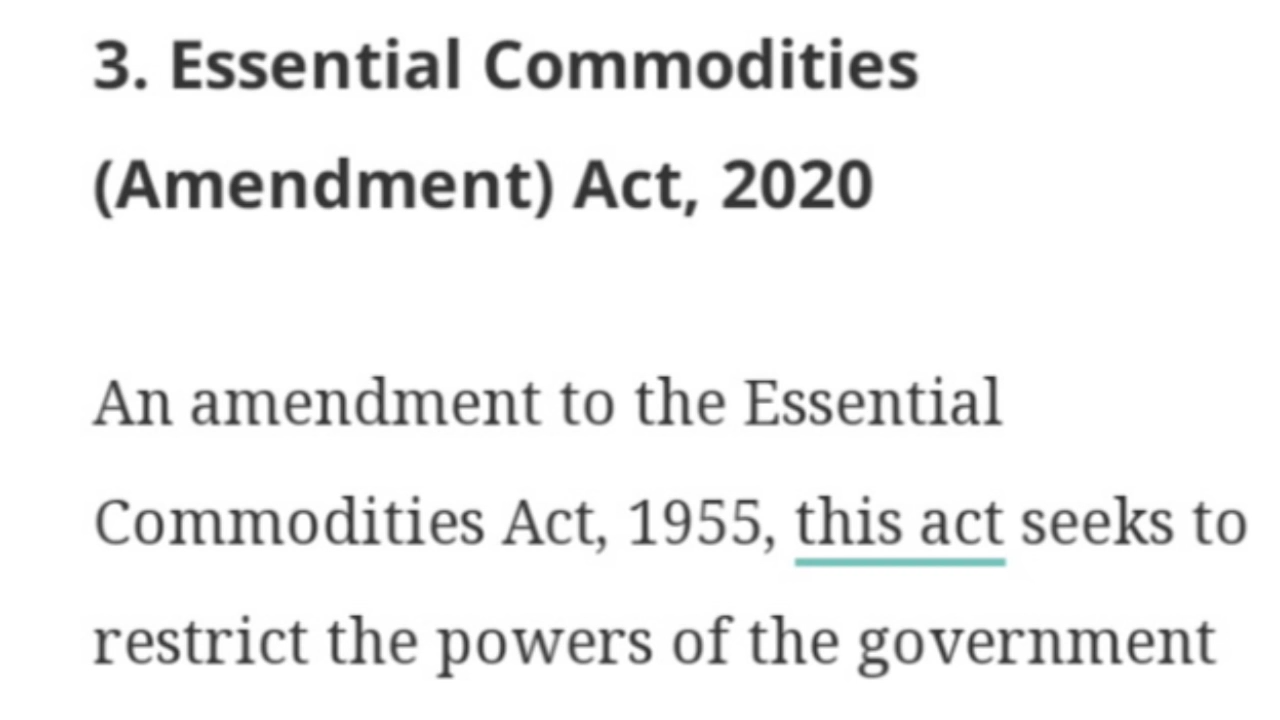 3. Essential Commodities
(Amendment) Act, 2020
An amendment to the Essential
Commodities Act, 1955, this act seeks to
restrict the powers of the government